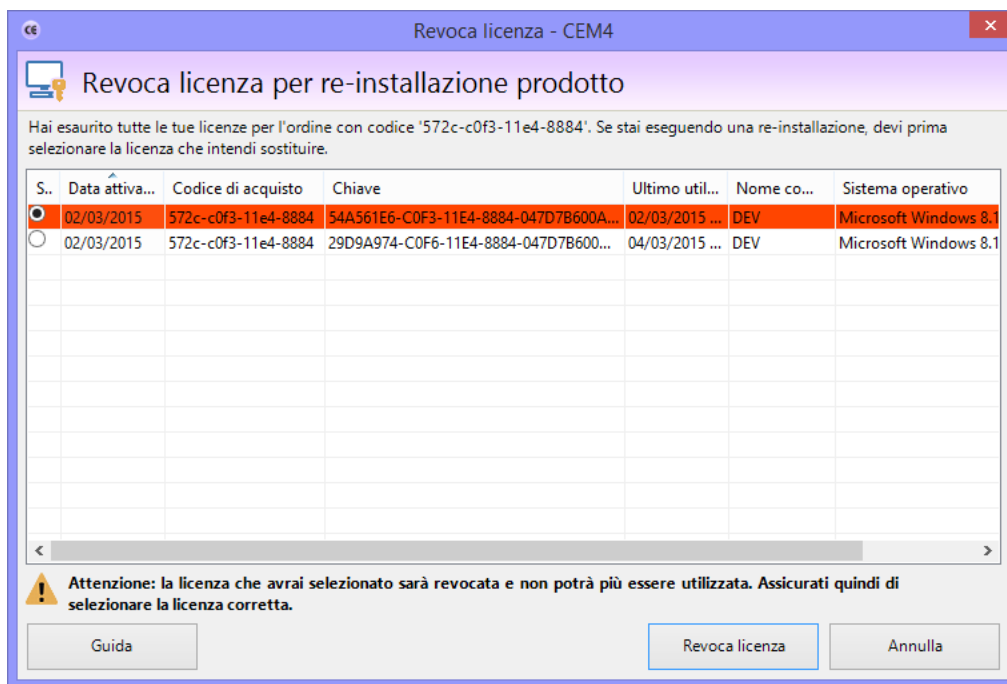 CE
Revoca licenza - CEM4
Revoca licenza per re-installazione prodotto
Hai esaurito tutte le tue licenze per l'ordine con codice '572c-c0f3-11e4-8884'. Se stai eseguendo una re-installazione, devi prima
selezionare la licenza che intendi sostituire.
S.. Data attiva... Codice di acquisto Chiave Ultimo util... Nome co... Sistema operativo
02/03/2015 572c-c0f3-11e4-8884 54A561E6-C0F3-11E4-8884-047D7B600A... 02/03/2015 ... DEV Microsoft Windows 8.1
02/03/2015 572c-c0f3-11e4-8884 29D9A974-C0F6-11E4-8884-047D7B600... 04/03/2015 ... DEV Microsoft Windows 8.1
Attenzione: la licenza che avrai selezionato sarà revocata e non potrà più essere utilizzata. Assicurati quindi di
selezionare la licenza corretta.
Guida Revoca licenza Annulla